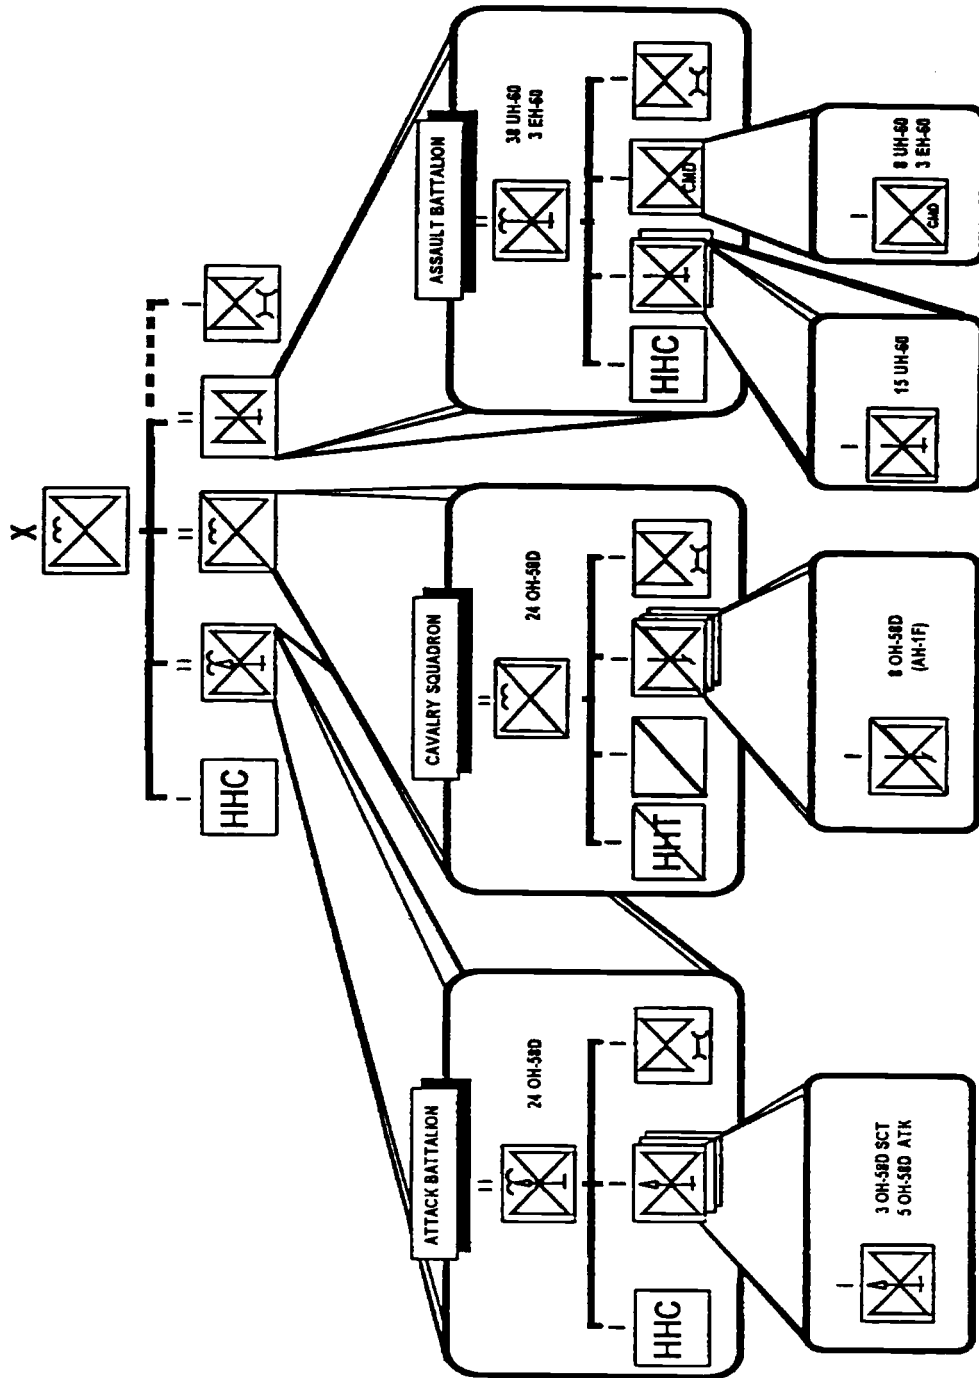 X
HHC
ATTACK BATTALION
24 OH-58D
HHC
3 OH-58D SCT
5 OH-58D ATK
CAVALRY SQUADRON
24 OH-58D
HHT
8 OH-58D
(AH-1F)
ASSAULT BATTALION
38 UH-60
3 EH-60
HHC
CMD
15 UH-60
8 UH-60
3 EH-60
CMD